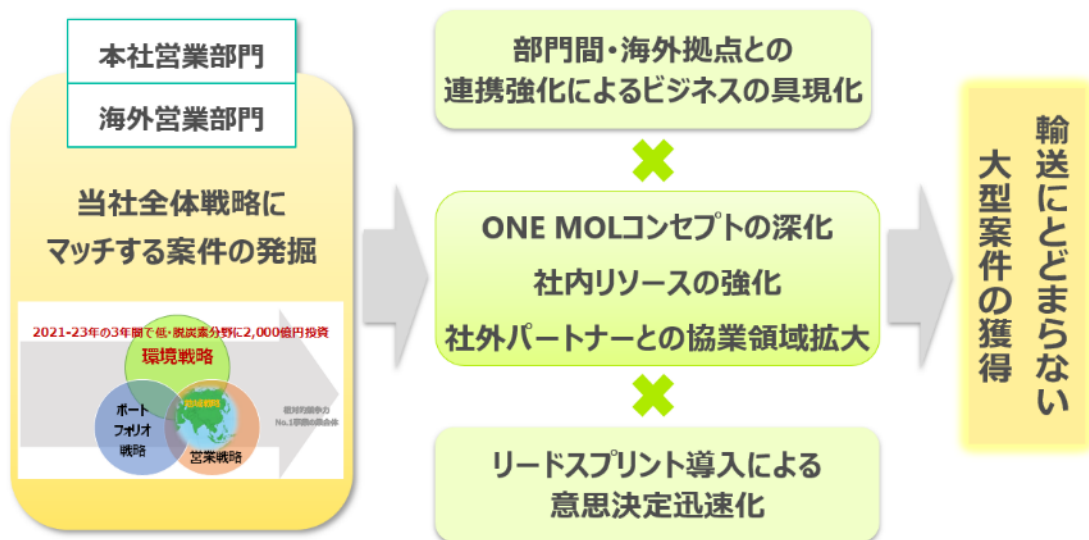 本社営業部門
海外営業部門
当社全体戦略に
マッチする案件の発掘
2021-23年の3年間で低・脱炭素分野に2,000億円投資
環境戦略
ポート
フォリオ
戦略
営業戦略
No.1事業の集合体
部門間・海外拠点との
連携強化によるビジネスの具現化
ONE MOLコンセプトの深化
社内リソースの強化
社外パートナーとの協業領域拡大
リードスプリント導入による
意思決定迅速化
輸送にとどまらない
大型案件の獲得